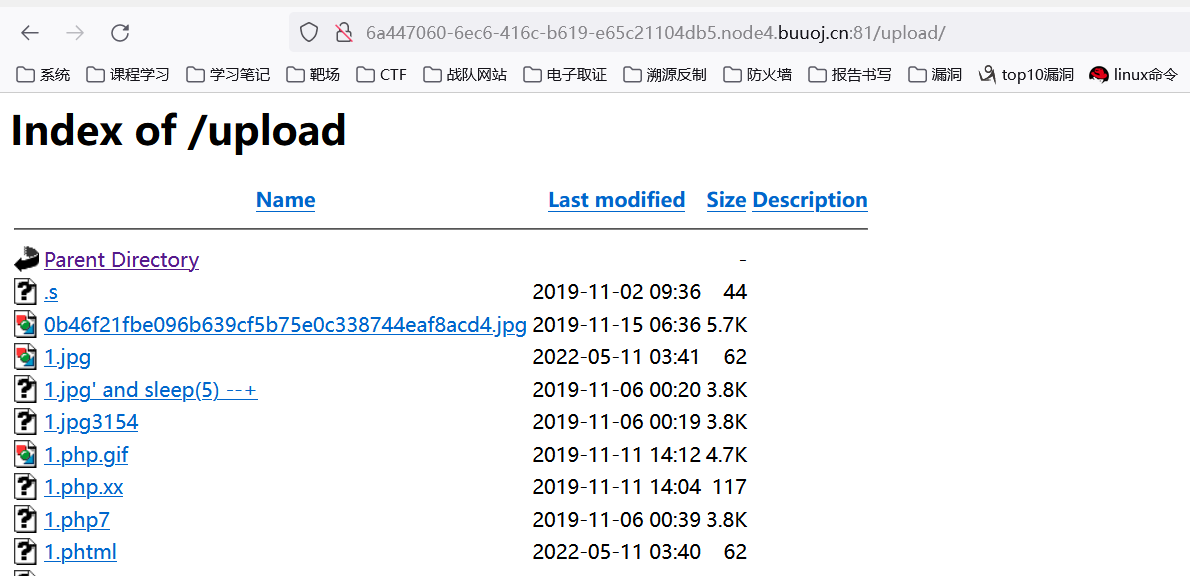 6a447060-6ec6-416c-b619-e65c21104db5.node4.buuoj.cn:81/upload/
系统 课程学习 学习笔记 靶场 CTF 战队网站 电子取证 溯源反制 防火墙 报告书写 漏洞 top10漏洞 linux命令
Index of /upload
Name Last modified Size Description
Parent Directory -
.s 2019-11-02 09:36 44
0b46f21fbe096b639cf5b75e0c338744eaf8acd4.jpg 2019-11-15 06:36 5.7K
1.jpg 2022-05-11 03:41 62
1.jpg' and sleep(5) --+ 2019-11-06 00:20 3.8K
1.jpg3154 2019-11-06 00:19 3.8K
1.php.gif 2019-11-11 14:12 4.7K
1.php.xx 2019-11-11 14:04 117
1.php7 2019-11-06 00:39 3.8K
1.phtml 2022-05-11 03:40 62